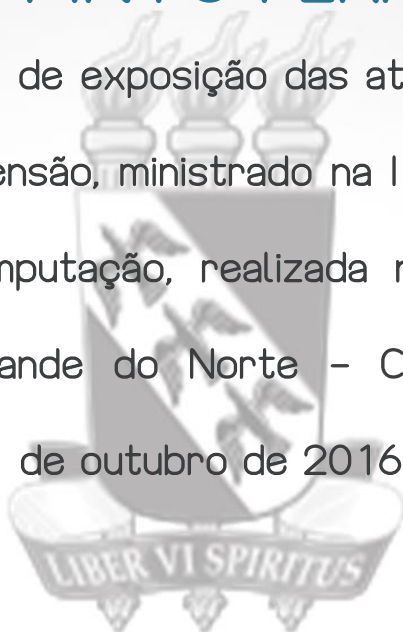 de exposição das at
ensão, ministrado na I
mputação, realizada
ande do Norte – C
de outubro de 2016
LIBER VI SPIRITUS